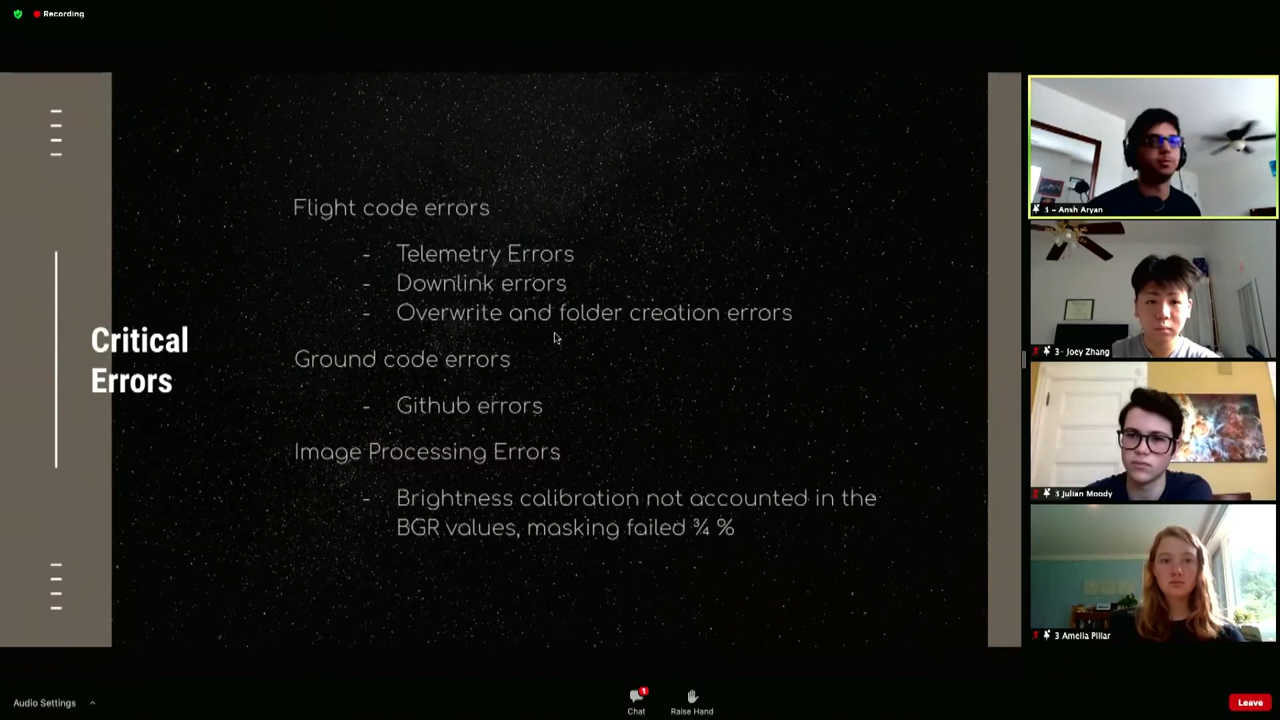 Recording
Critical
Errors
Flight code errors
- Telemetry Errors
- Downlink errors
- Overwrite and folder creation errors
Ground code errors
- Github errors
Image Processing Errors
- Brightness calibration not accounted in the
BGR values, masking failed ¾ %
3 - Ansh Aryan
3- Joey Zhang
3 Julian Moody
3 Amelia Pillar
Audio Settings
1
Chat
Raise Hand
Leave